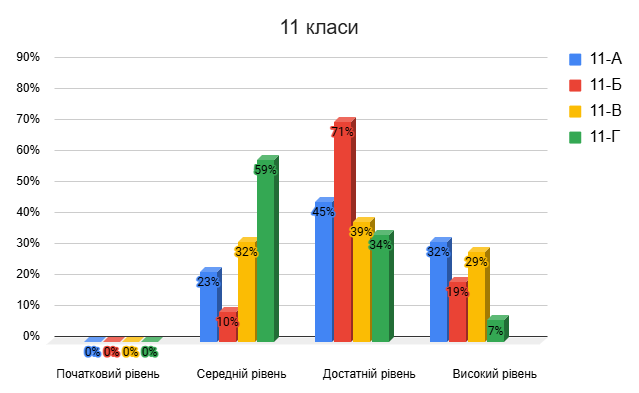 11 класи
90%
80%
70%
60%
50%
40%
30%
20%
10%
0%
11-А
11-Б
11-В
11-Г
0% 0% 0% 0%
23% 10% 32% 59%
45% 71% 39% 34%
32% 19% 29% 7%
Початковий рівень Середній рівень Достатній рівень Високий рівень